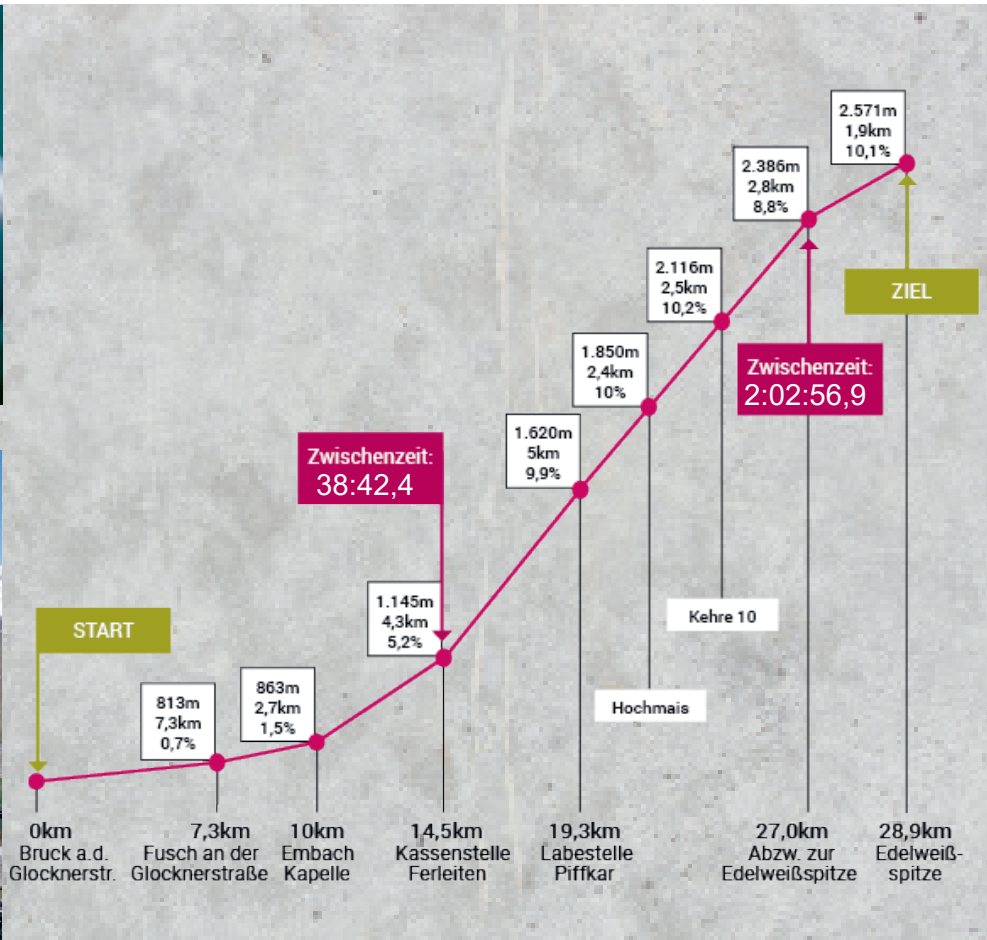 2.571m
1,9km
10,1%
2.386m
2,8km
8,8%
ZIEL
2.116m
2,5km
10,2%
1.850m
2,4km
10%
Zwischenzeit:
2:02:56,9
1.620m
5km
9,9%
Zwischenzeit:
38:42,4
1.145m
4,3km
5,2%
START
Kehre 10
813m
7,3km
0,7%
863m
2,7km
1,5%
Hochmais
0km
Bruck a.d.
Glocknerstr.
7,3km
Fusch an der
Glocknerstraße
10km
Embach
Kapelle
14,5km
Kassenstelle
Ferleiten
19,3km
Labestelle
Piffkar
27,0km
Abzw. zur
Edelweißspitze
28,9km
Edelweiß-
spitze